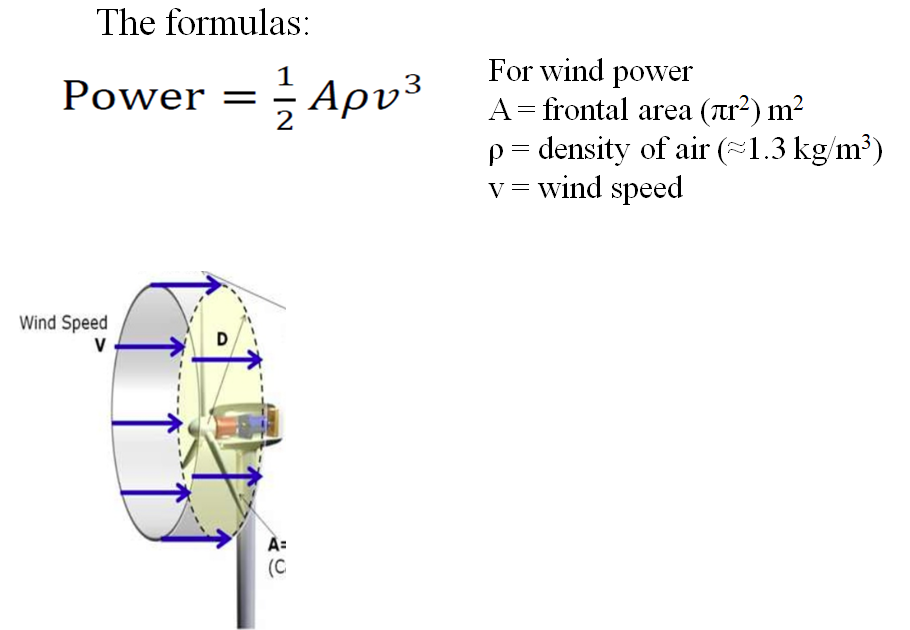 The formulas:
Power = ½ Aρv³
For wind power
A = frontal area (πr²) m²
ρ = density of air (≈1.3 kg/m³)
v = wind speed
Wind Speed
V
D
A=
(C